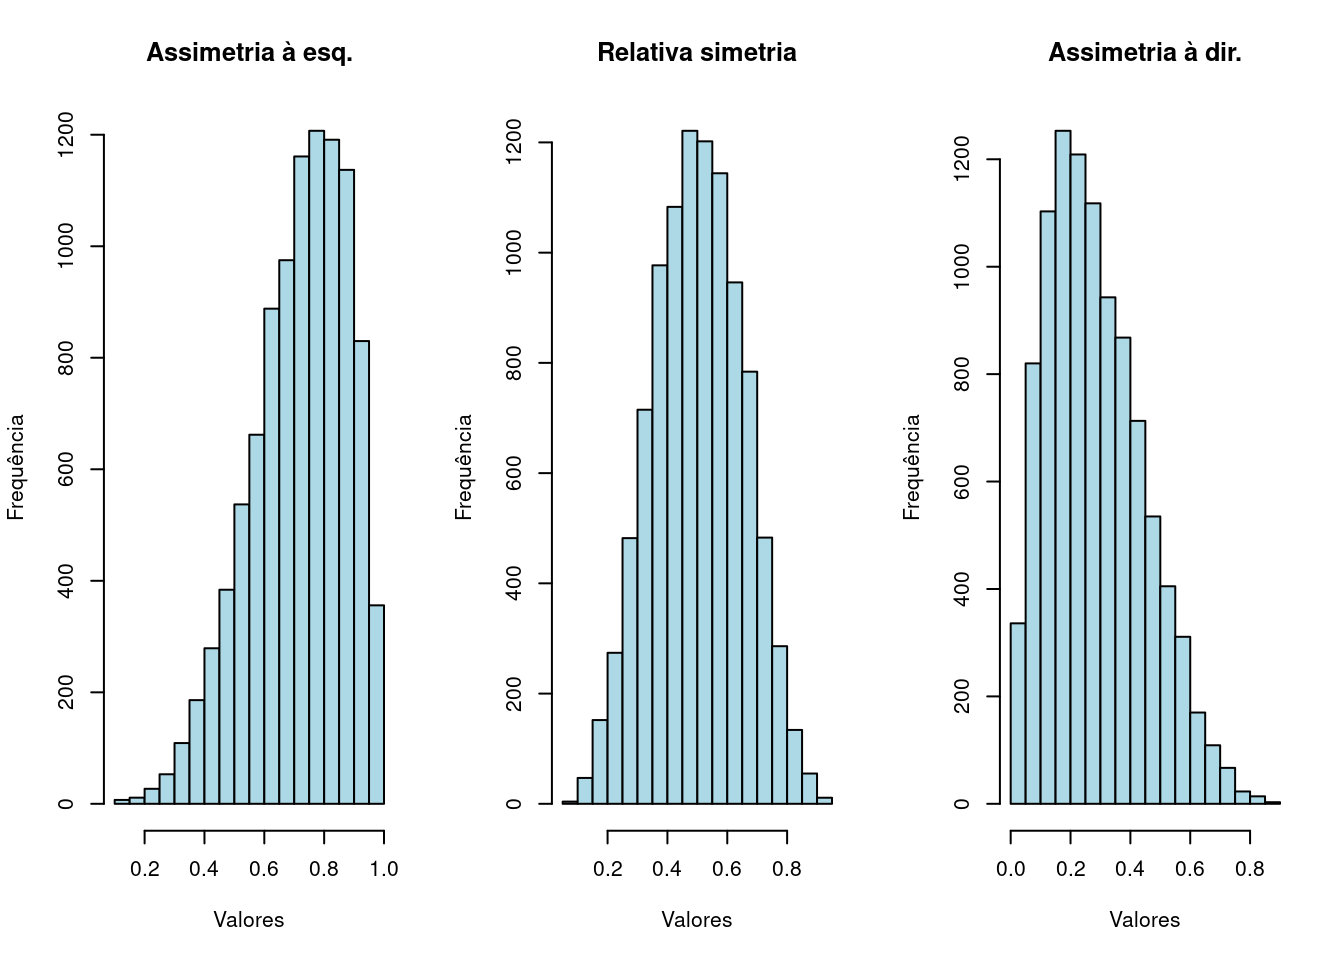 Assimetria à esq.
Frequência
1200
1000
800
600
400
200
0
0.2 0.4 0.6 0.8 1.0
Valores
Relativa simetria
Frequência
1200
1000
800
600
400
200
0
0.2 0.4 0.6 0.8
Valores
Assimetria à dir.
Frequência
1200
1000
800
600
400
200
0
0.0 0.2 0.4 0.6 0.8
Valores